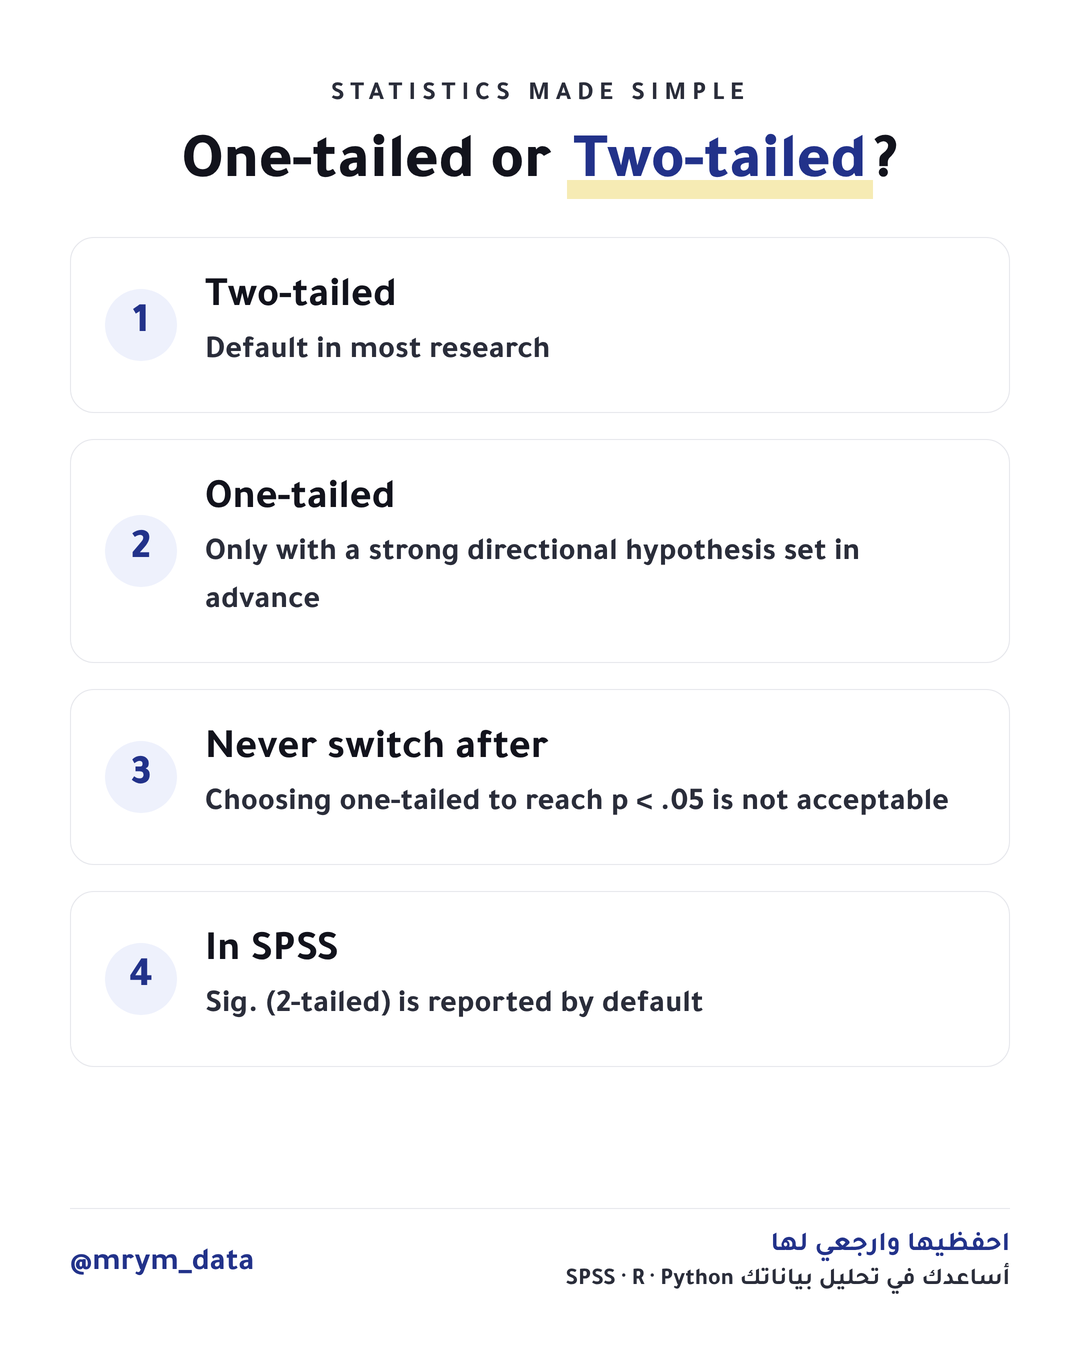 STATISTICS MADE SIMPLE
One-tailed or Two-tailed?
1
Two-tailed
Default in most research
2
One-tailed
Only with a strong directional hypothesis set in
advance
3
Never switch after
Choosing one-tailed to reach p < .05 is not acceptable
4
In SPSS
Sig. (2-tailed) is reported by default
@mrym_data
احفظيها وارجعي لها
أساعدك في تحليل بياناتك SPSS · R · Python